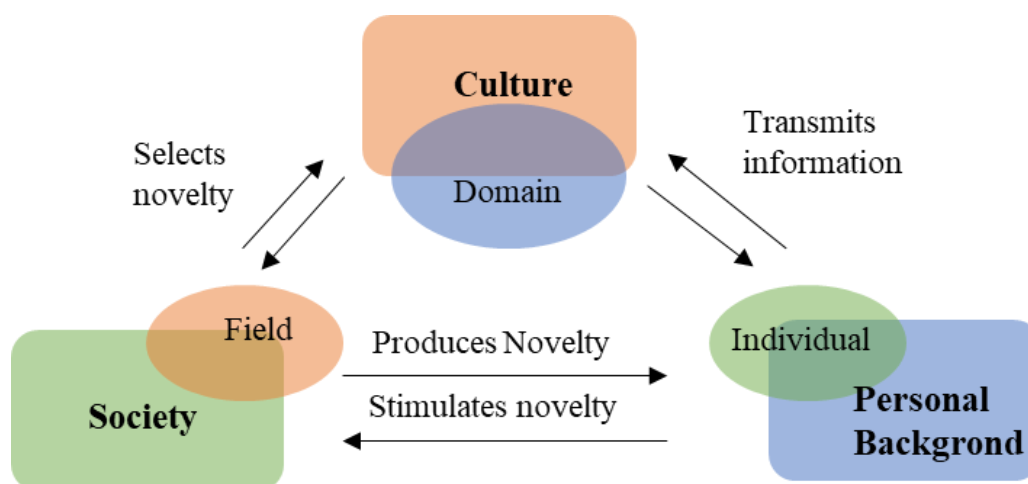 Culture
Domain
Selects
novelty
Transmits
information
Field
Society
Produces Novelty
Stimulates novelty
Individual
Personal
Backgrond